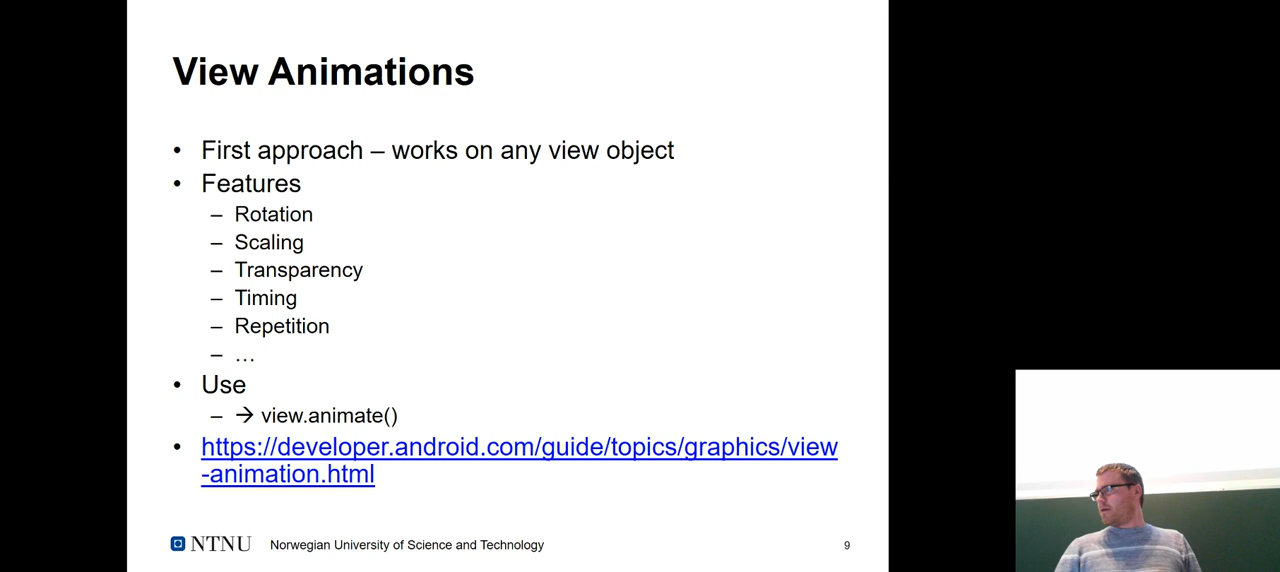 View Animations
• First approach – works on any view object
• Features
– Rotation
– Scaling
– Transparency
– Timing
– Repetition
– …
• Use
– → view.animate()
• https://developer.android.com/guide/topics/graphics/view
-animation.html
NTNU Norwegian University of Science and Technology 9